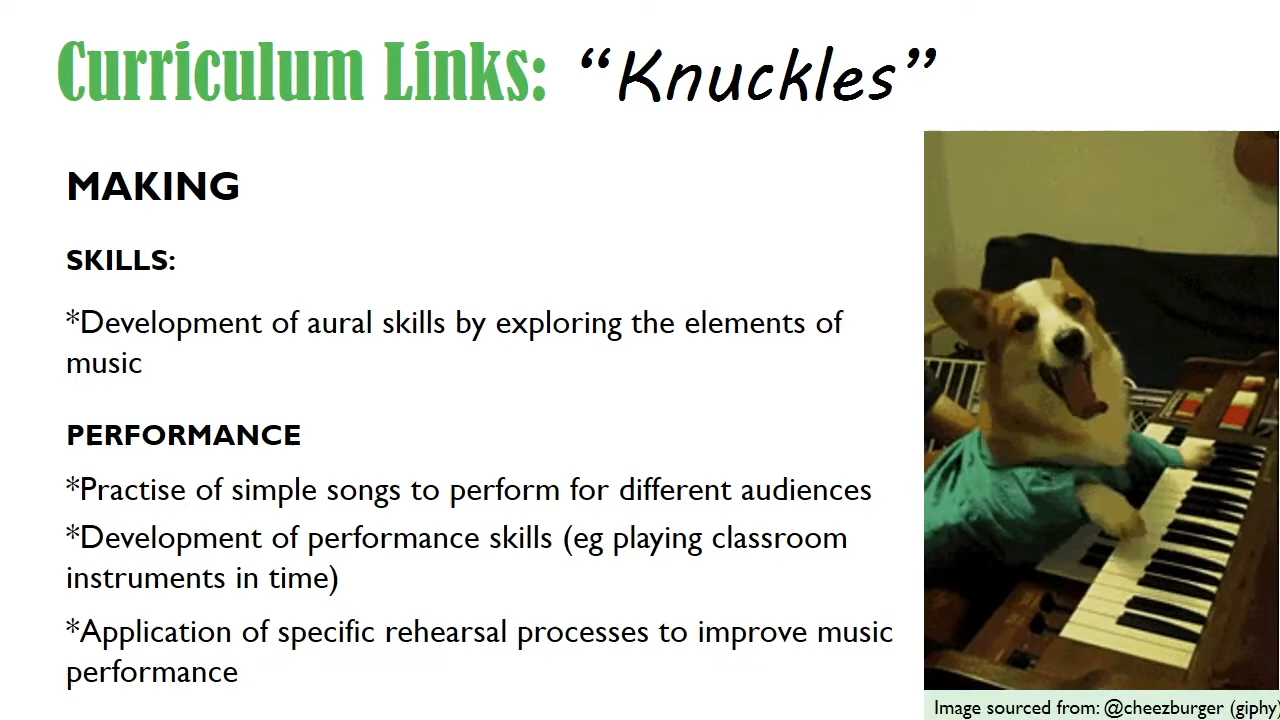 Curriculum Links: “Knuckles”
MAKING
SKILLS:
*Development of aural skills by exploring the elements of
music
PERFORMANCE
*Practise of simple songs to perform for different audiences
*Development of performance skills (eg playing classroom
instruments in time)
*Application of specific rehearsal processes to improve music
performance
Image sourced from: @cheezburger (giphy)